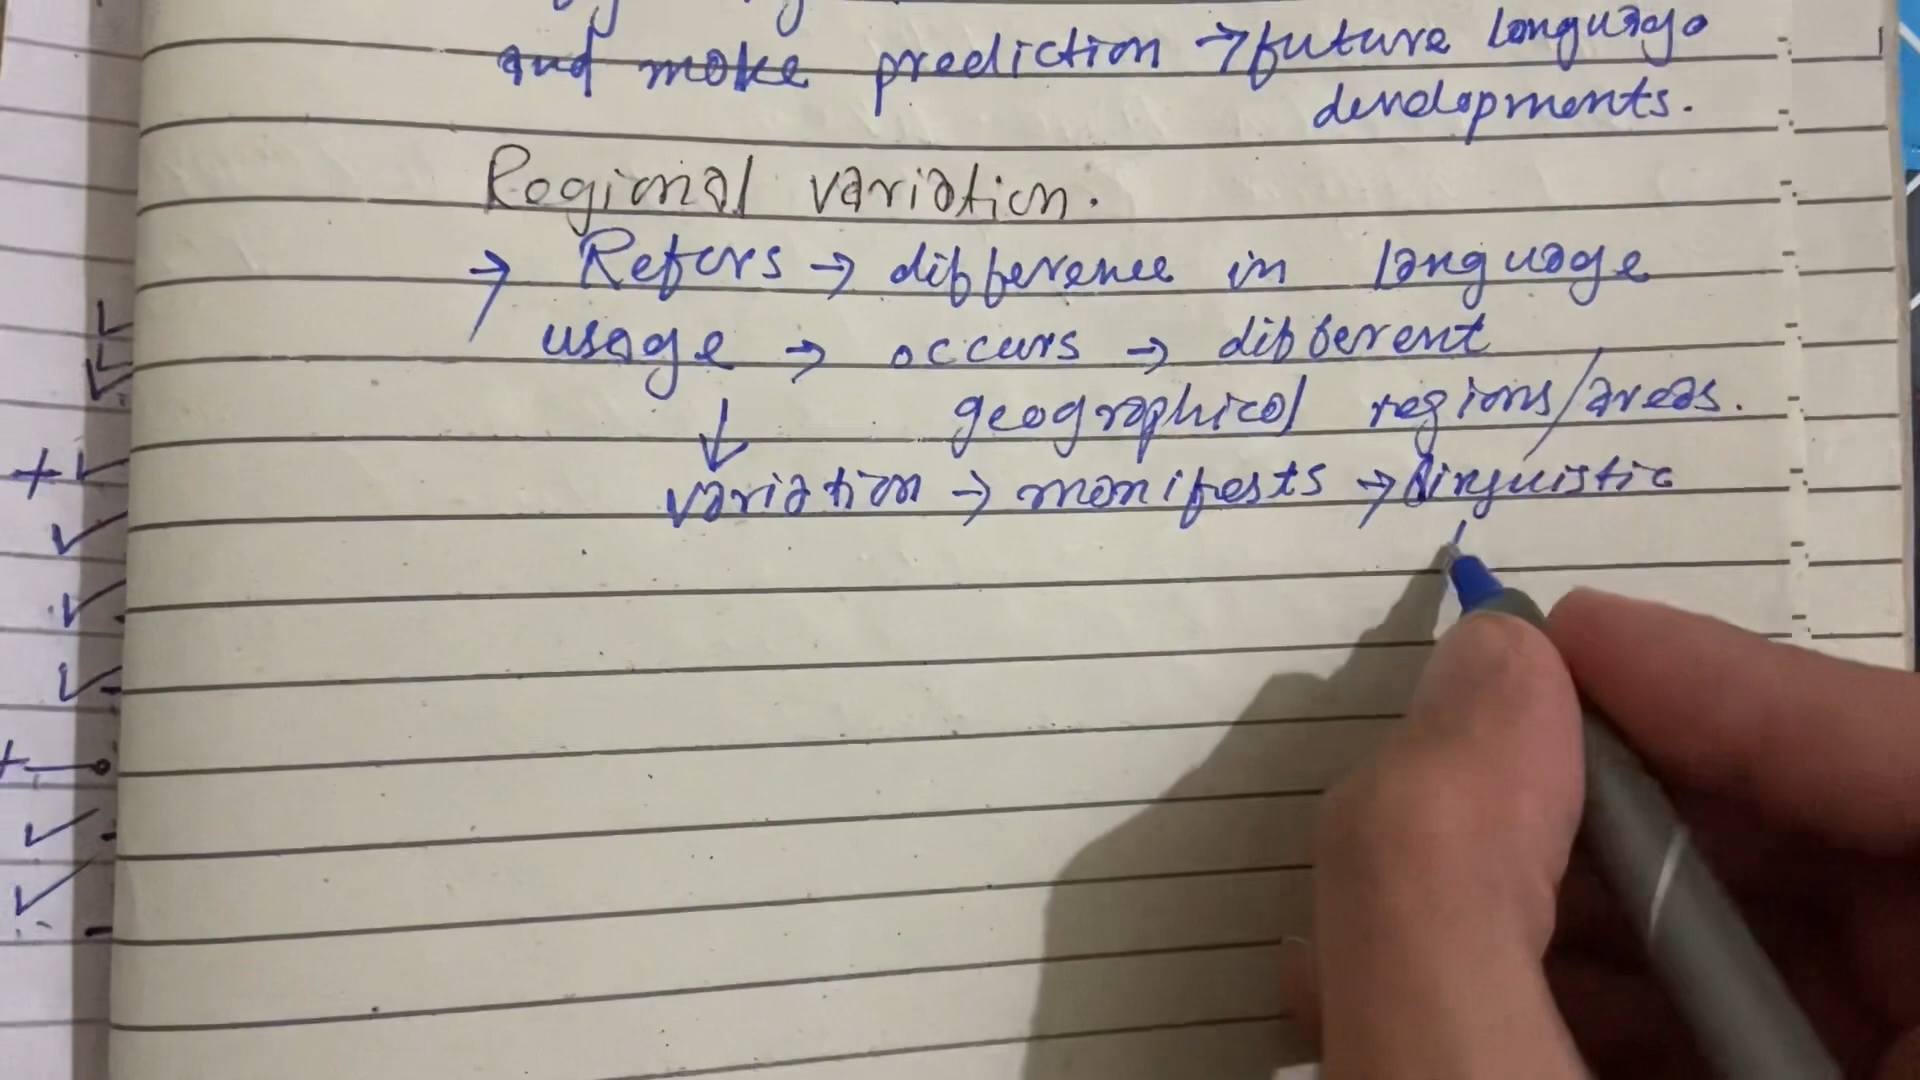 and make prediction → future language
developments.
Regional variation.
→ Refers → difference in language
usage → occurs → different
geographical regions/areas.
↓
variation → manifests → linguistic